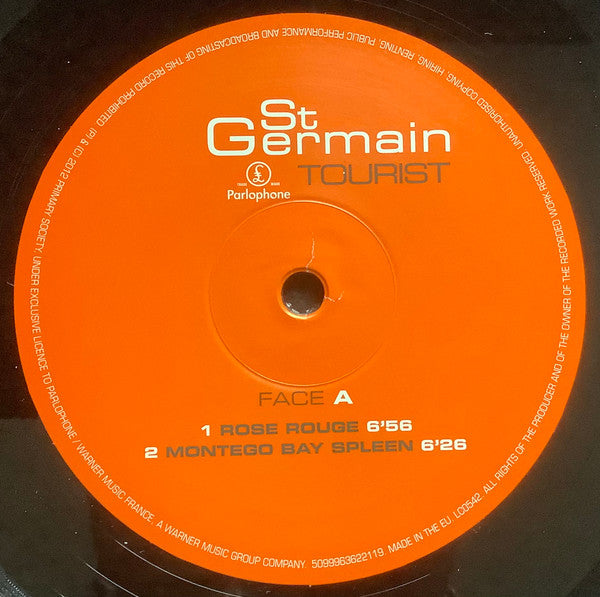 St
Germain
TOURIST
TRADE MARK
Parlophone
FACE A
1 ROSE ROUGE 6'56
2 MONTEGO BAY SPLEEN 6'26
(P) & (C) 2012 PRIMARY SOCIETY UNDER EXCLUSIVE LICENCE TO PARLOPHONE / WARNER MUSIC FRANCE, A WARNER MUSIC GROUP COMPANY. 5099963622119. MADE IN THE EU. LC0542. ALL RIGHTS OF THE PRODUCER AND OF THE OWNER OF THE RECORDED WORK RESERVED. UNAUTHORISED COPYING, HIRING, RENTING, PUBLIC PERFORMANCE AND BROADCASTING OF THIS RECORD PROHIBITED